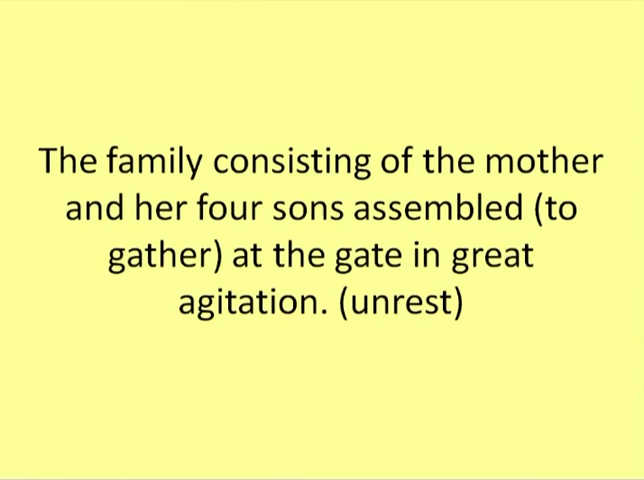 The family consisting of the mother
and her four sons assembled (to
gather) at the gate in great
agitation. (unrest)